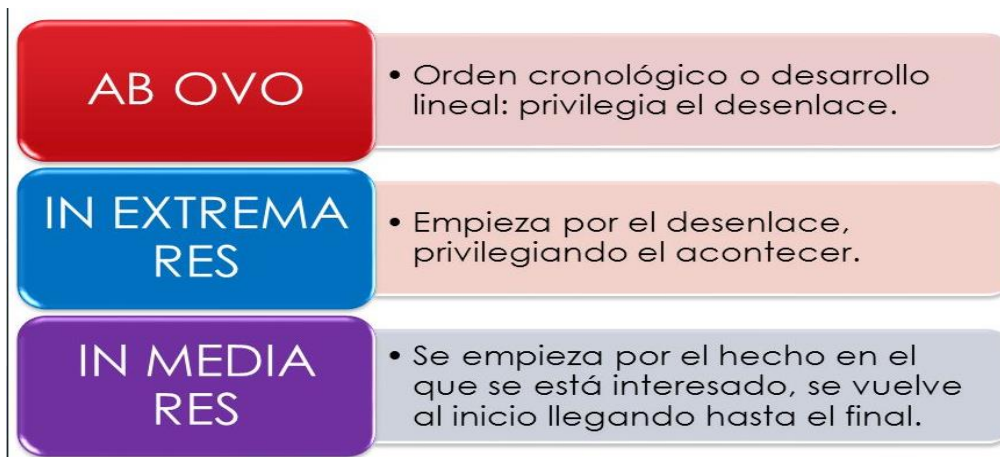 AB OVO
• Orden cronológico o desarrollo
lineal: privilegia el desenlace.
IN EXTREMA
RES
• Empieza por el desenlace,
privilegiando el acontecer.
IN MEDIA
RES
• Se empieza por el hecho en el
que se está interesado, se vuelve
al inicio llegando hasta el final.